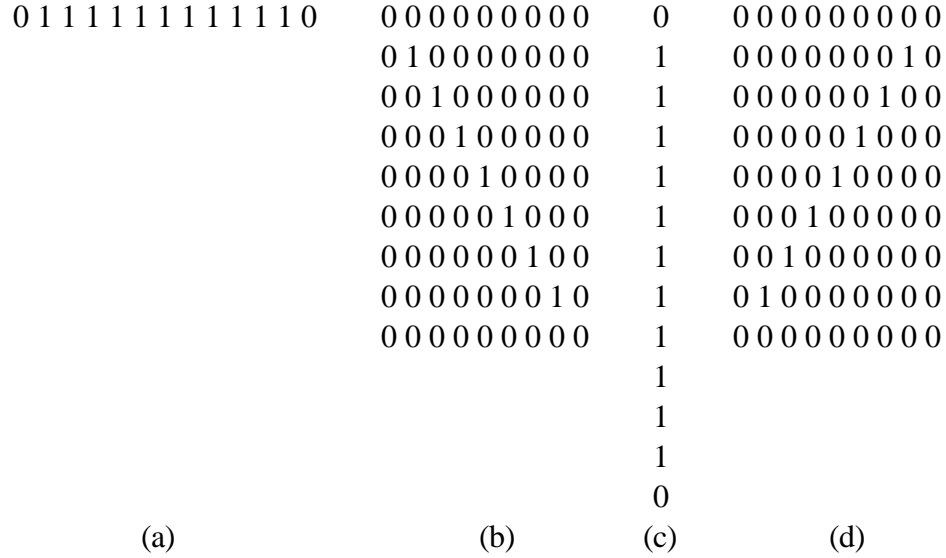 0 1 1 1 1 1 1 1 1 1 1 1 0 0 0 0 0 0 0 0 0 0 0 0 0 0 0 0 0 0 0 0
0 1 0 0 0 0 0 0 0 1 0 0 0 0 0 0 0 1 0
0 0 1 0 0 0 0 0 0 1 0 0 0 0 0 0 1 0 0
0 0 0 1 0 0 0 0 0 1 0 0 0 0 0 1 0 0 0
0 0 0 0 1 0 0 0 0 1 0 0 0 0 1 0 0 0 0
0 0 0 0 0 1 0 0 0 1 0 0 0 1 0 0 0 0 0
0 0 0 0 0 0 1 0 0 1 0 0 1 0 0 0 0 0 0
0 0 0 0 0 0 0 1 0 1 0 1 0 0 0 0 0 0 0
0 0 0 0 0 0 0 0 0 1 0 0 0 0 0 0 0 0 0
1
1
1
0
(a) (b) (c) (d)